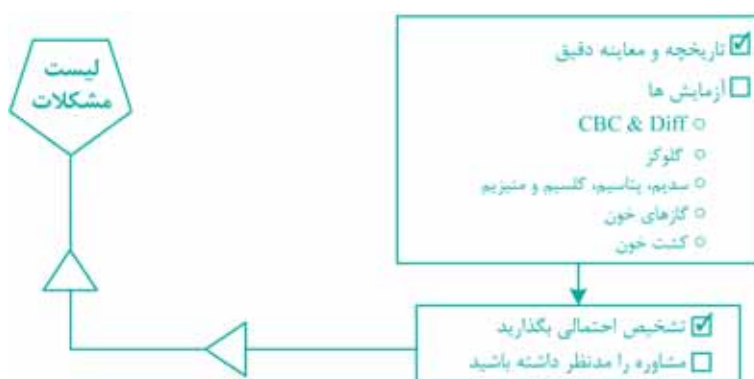 تاریخچه و معاینه دقیق
آزمایش ها
CBC & Diff
گلوکز
سدیم، پتاسیم، کلسیم و منیزیم
گازهای خون
کشت خون
تشخیص احتمالی بگذارید
مشاوره را مدنظر داشته باشید
لیست
مشکلات